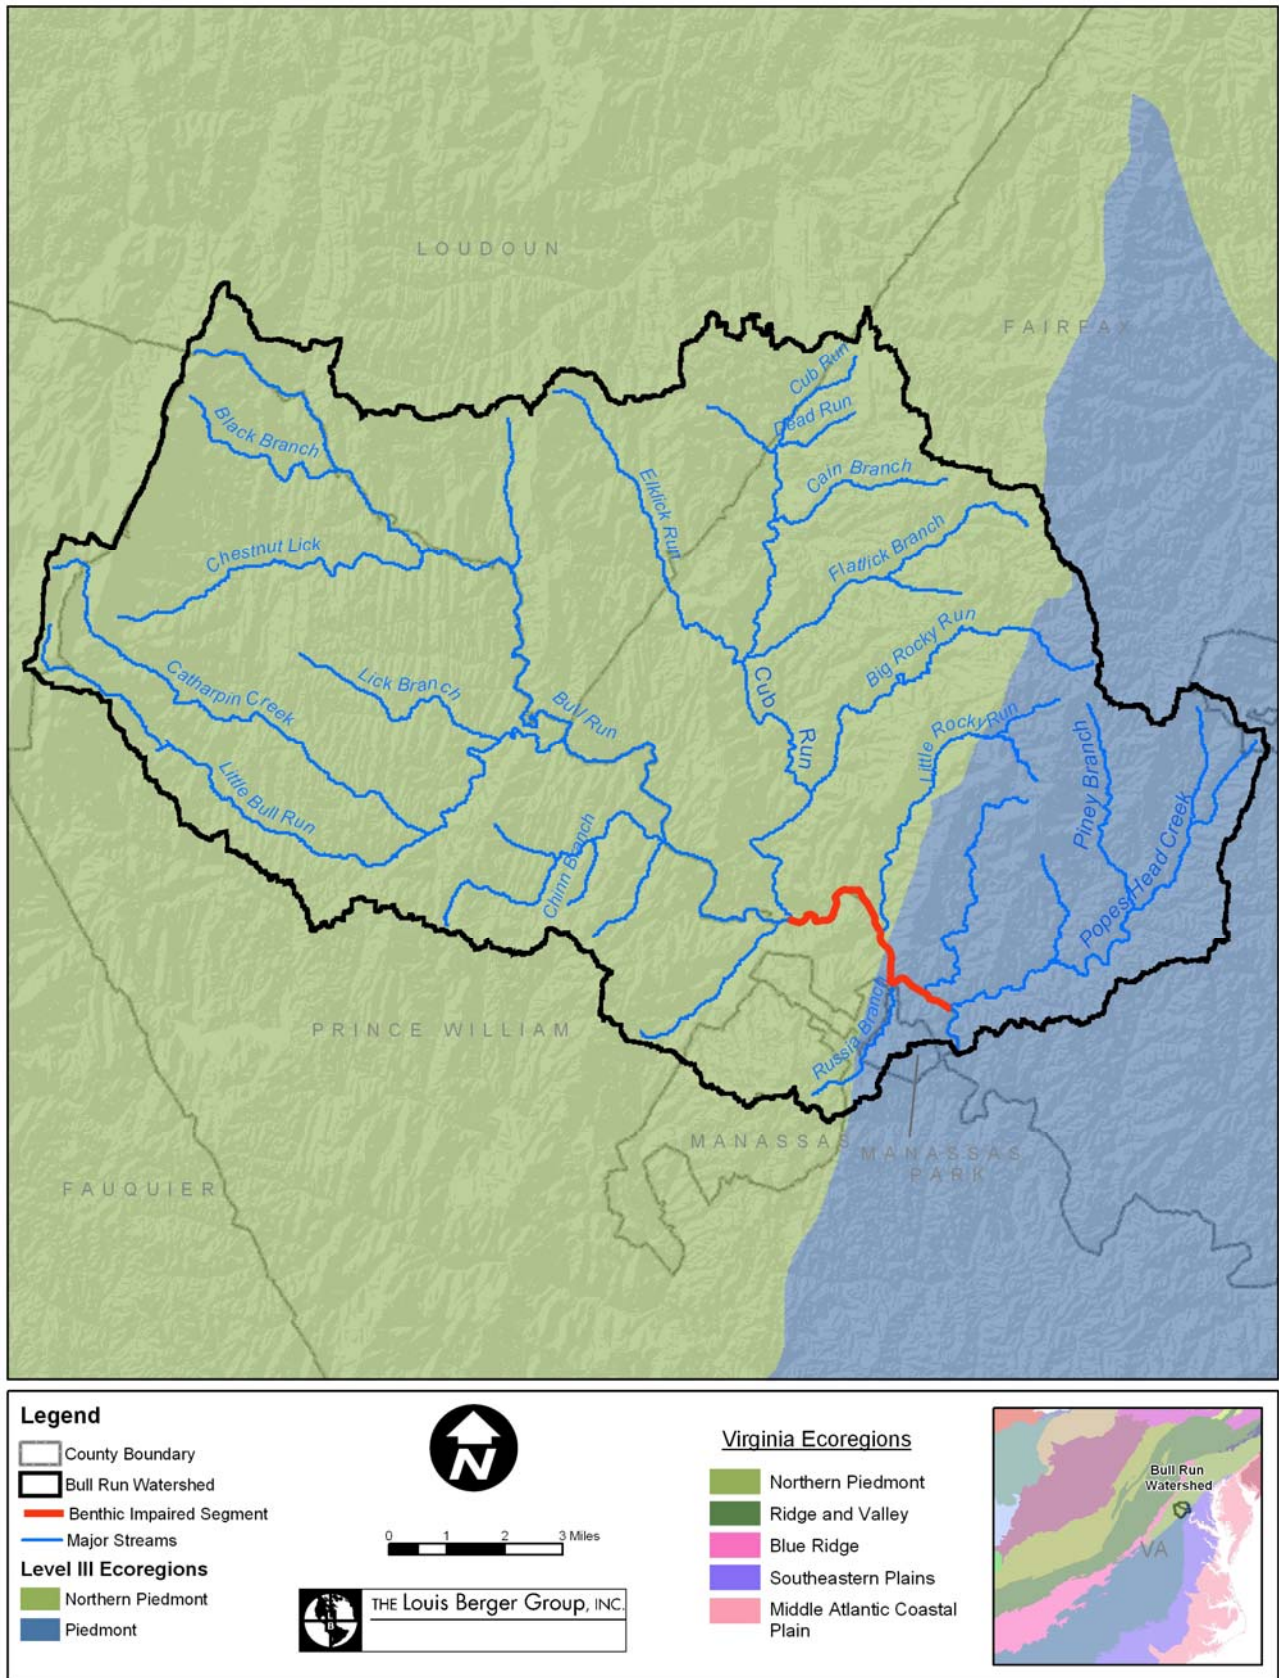 LOUDOUN
FAIRFAX
Cub Run
Dead Run
Black Branch
Cain Branch
Elklick Run
Flatlick Branch
Chestnut Lick
Big Rocky Run
Catharpin Creek
Lick Branch
Cub
Run
Bull Run
Little Rocky Run
Piney Branch
Little Bull Run
Chinn Branch
Popes Head Creek
PRINCE WILLIAM
Russia Branch
MANASSAS
MANASSAS
PARK
FAUQUIER
Legend
County Boundary
Bull Run Watershed
Benthic Impaired Segment
Major Streams
Level III Ecoregions
Northern Piedmont
Piedmont
N
0 1 2 3 Miles
THE Louis Berger Group, INC.
B
Virginia Ecoregions
Northern Piedmont
Ridge and Valley
Blue Ridge
Southeastern Plains
Middle Atlantic Coastal
Plain
Bull Run
Watershed
VA